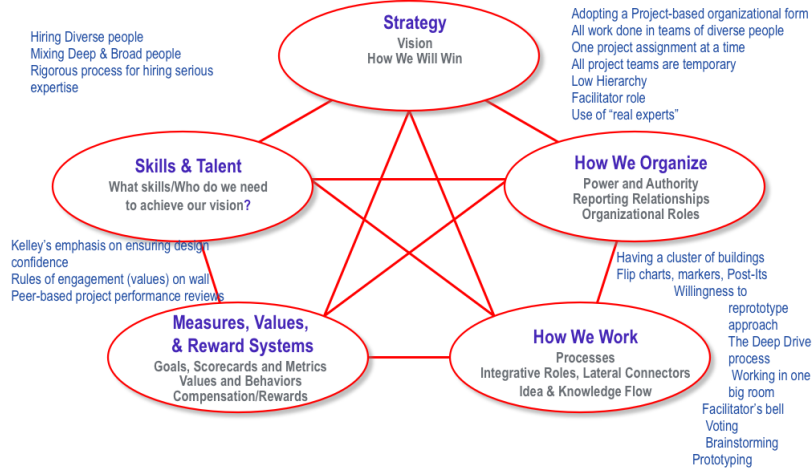 Strategy
Vision
How We Will Win
Hiring Diverse people
Mixing Deep & Broad people
Rigorous process for hiring serious
expertise
Adopting a Project-based organizational form
All work done in teams of diverse people
One project assignment at a time
All project teams are temporary
Low Hierarchy
Facilitator role
Use of “real experts”
Skills & Talent
What skills/Who do we need
to achieve our vision?
How We Organize
Power and Authority
Reporting Relationships
Organizational Roles
Kelley's emphasis on ensuring design
confidence
Rules of engagement (values) on wall
Peer-based project performance reviews
Having a cluster of buildings
Flip charts, markers, Post-Its
Willingness to
reprototype
approach
The Deep Drive
process
Working in one
big room
Facilitator's bell
Voting
Brainstorming
Prototyping
Measures, Values,
& Reward Systems
Goals, Scorecards and Metrics
Values and Behaviors
Compensation/Rewards
How We Work
Processes
Integrative Roles, Lateral Connectors
Idea & Knowledge Flow